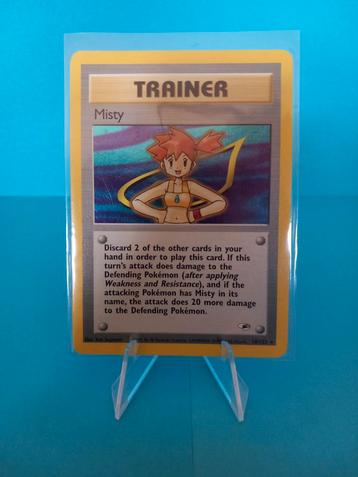 TRAINER
Misty
Discard 2 of the other cards in your
hand in order to play this card. If this
turn's attack does damage to the
Defending Pokémon (after applying
Weakness and Resistance), and if the
attacking Pokémon has Misty in its
name, the attack does 20 more damage
to the Defending Pokémon.